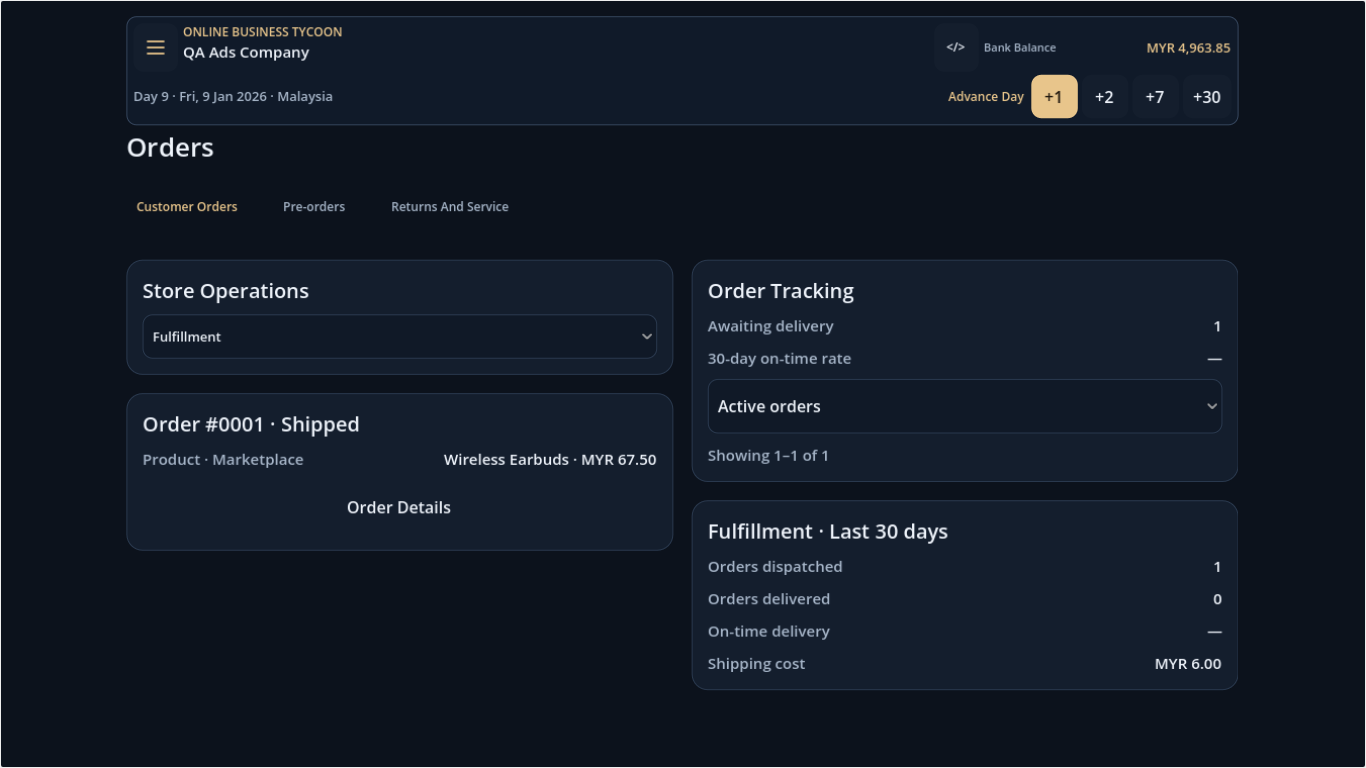 ONLINE BUSINESS TYCOON
QA Ads Company
</> Bank Balance MYR 4,963.85
Day 9 · Fri, 9 Jan 2026 · Malaysia
Advance Day +1 +2 +7 +30
Orders
Customer Orders Pre-orders Returns And Service
Store Operations
Fulfillment
Order #0001 · Shipped
Product · Marketplace Wireless Earbuds · MYR 67.50
Order Details
Order Tracking
Awaiting delivery 1
30-day on-time rate —
Active orders
Showing 1–1 of 1
Fulfillment · Last 30 days
Orders dispatched 1
Orders delivered 0
On-time delivery —
Shipping cost MYR 6.00